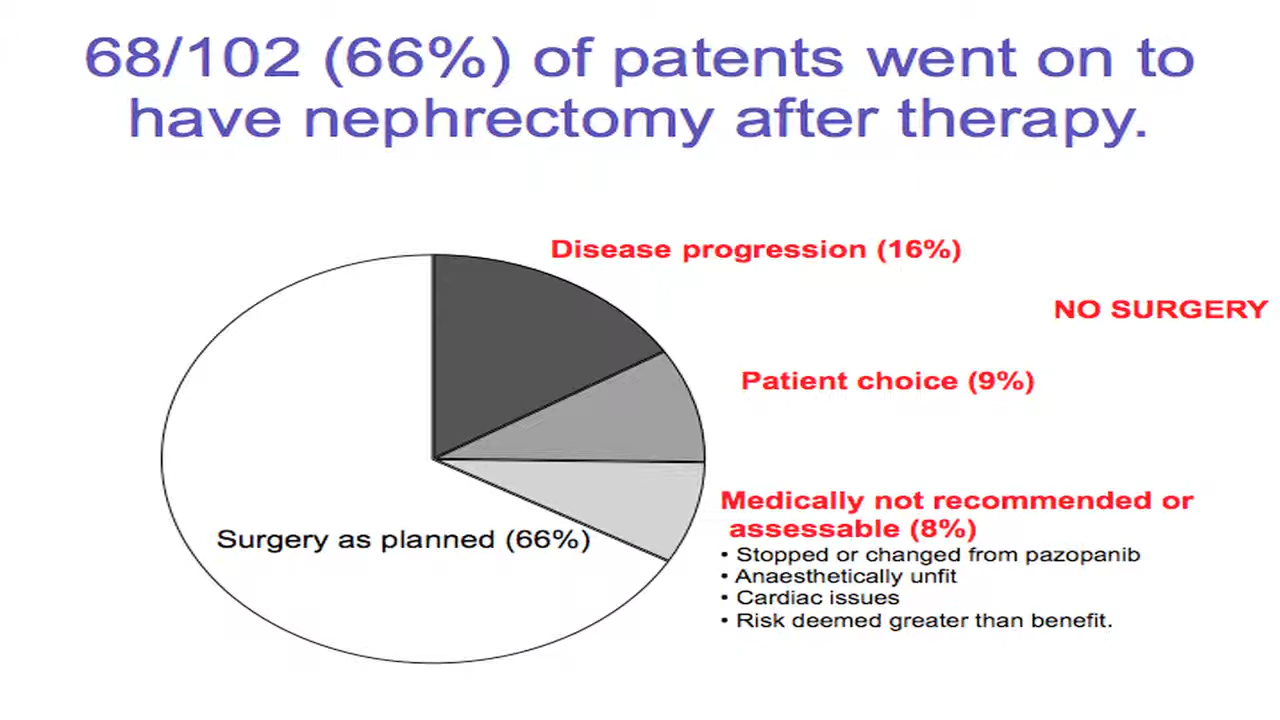 68/102 (66%) of patents went on to
have nephrectomy after therapy.
Disease progression (16%)
NO SURGERY
Patient choice (9%)
Medically not recommended or
assessable (8%)
• Stopped or changed from pazopanib
• Anaesthetically unfit
• Cardiac issues
• Risk deemed greater than benefit.
Surgery as planned (66%)